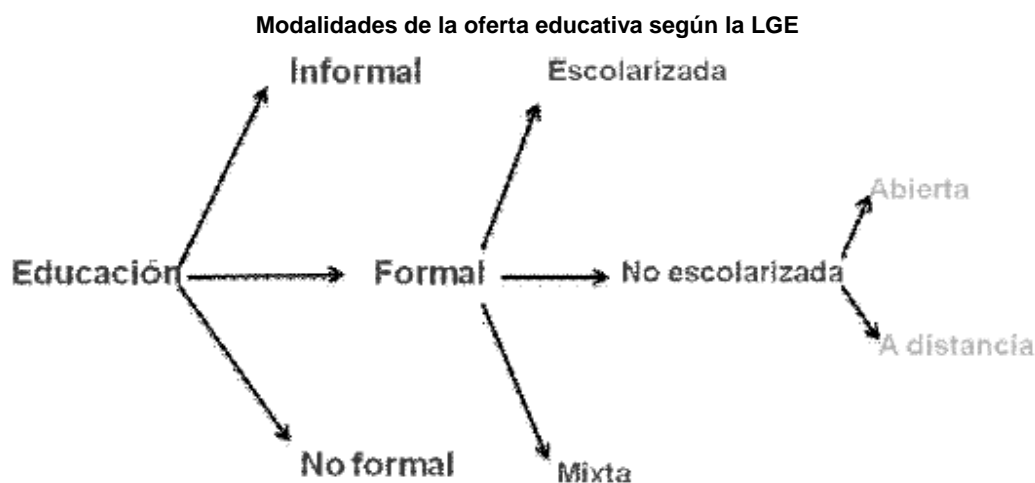 Modalidades de la oferta educativa según la LGE
Informal
Escolarizada
Abierta
Educación
Formal
No escolarizada
A distancia
No formal
Mixta